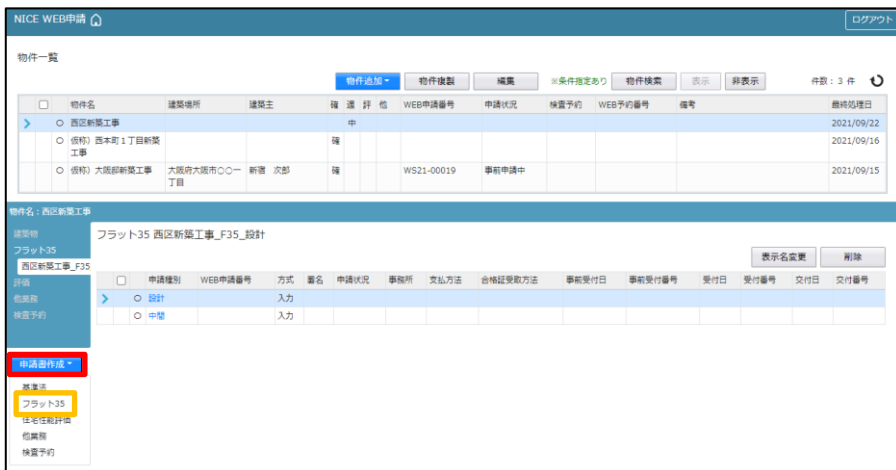 NICE WEB申請 ログアウト
物件一覧
物件追加 物件複製 編集 ※条件指定あり 物件検索 表示 非表示 件数：3 件
物件名 建築場所 建築主 確 適 評 他 WEB申請番号 申請状況 検査予約 WEB予約番号 備考 最終処理日
西区新築工事 中 2021/09/22
仮称）西本町１丁目新築 確 2021/09/16
工事
仮称）大阪邸新築工事 大阪府大阪市〇〇一 新宿 次郎 確 WS21-00019 事前申請中 2021/09/15
丁目
物件名：西区新築工事
建築物
フラット35 西区新築工事_F35_設計
フラット35
表示名変更 削除
西区新築工事_F35
申請種別 WEB申請番号 方式 署名 申請状況 事務所 支払方法 合格証受取方法 事前受付日 事前受付番号 受付日 受付番号 交付日 交付番号
評価
設計 入力
他業務
中間 入力
検査予約
申請書作成
基準法
フラット35
住宅性能評価
他業務
検査予約